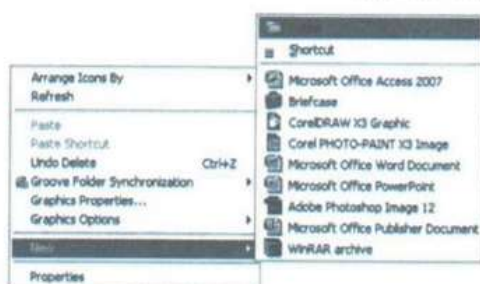 Arrange Icons By
Refresh
Paste
Paste Shortcut
Undo Delete Ctrl+Z
Groove Folder Synchronization
Graphics Properties...
Graphics Options
New
Properties
Shortcut
Microsoft Office Access 2007
Briefcase
CorelDRAW X3 Graphic
Corel PHOTO-PAINT X3 Image
Microsoft Office Word Document
Microsoft Office PowerPoint
Adobe Photoshop Image 12
Microsoft Office Publisher Document
WinRAR archive